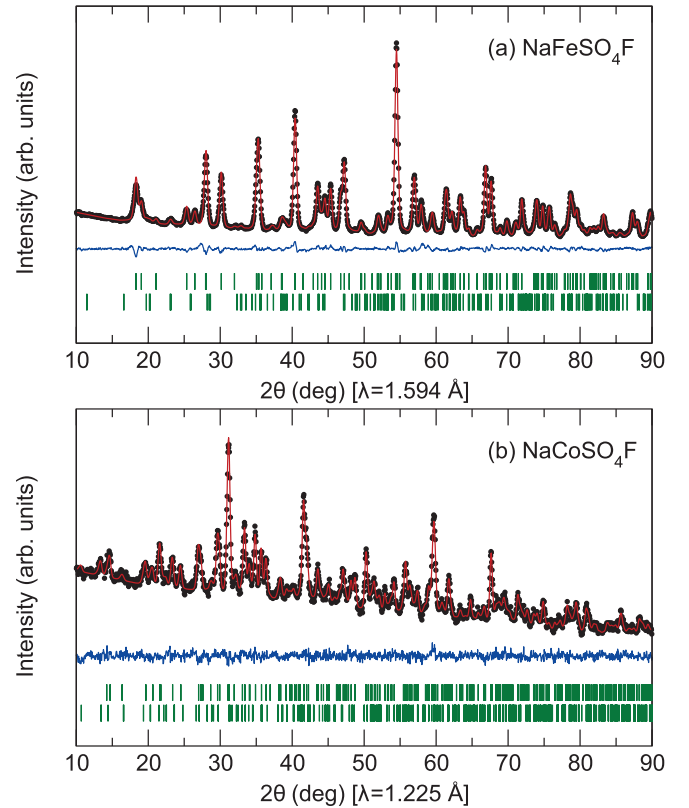 (a) NaFeSO₄F
Intensity (arb. units)
10 20 30 40 50 60 70 80 90
2θ (deg) [λ=1.594 Å]
(b) NaCoSO₄F
Intensity (arb. units)
10 20 30 40 50 60 70 80 90
2θ (deg) [λ=1.225 Å]